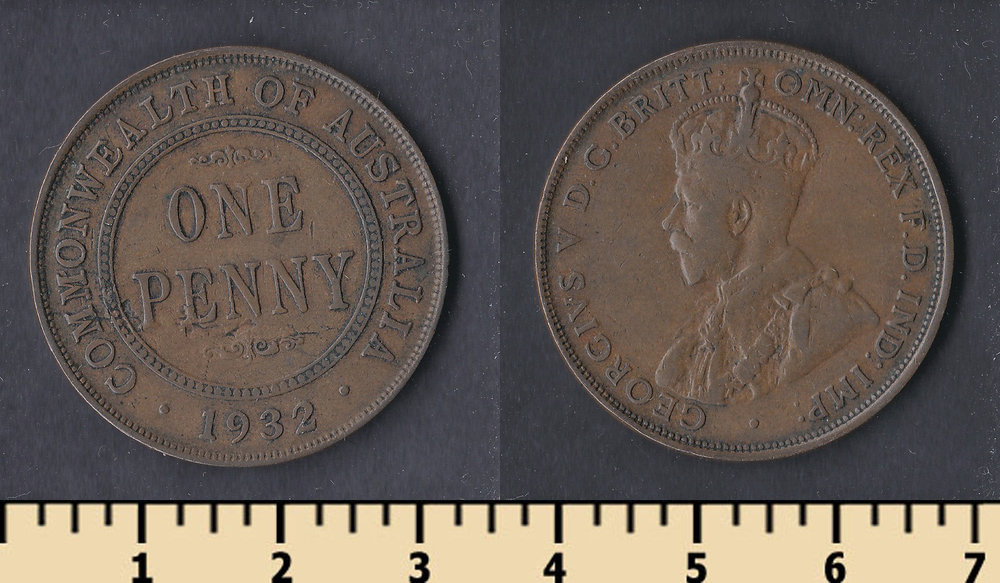 COMMONWEALTH OF AUSTRALIA
ONE
PENNY
· 1932 ·
GEORGIVS V D.G.BRITT: OMN: REX F.D. IND: IMP:
1 2 3 4 5 6 7